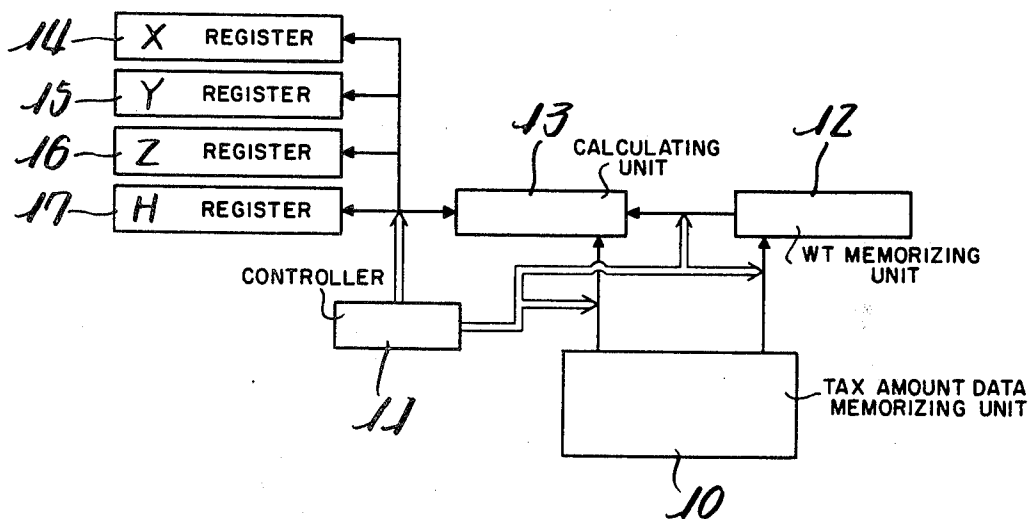 14 X REGISTER
15 Y REGISTER
16 Z REGISTER
17 H REGISTER
13
CALCULATING
UNIT
12
WT MEMORIZING
UNIT
CONTROLLER
11
TAX AMOUNT DATA
MEMORIZING UNIT
10